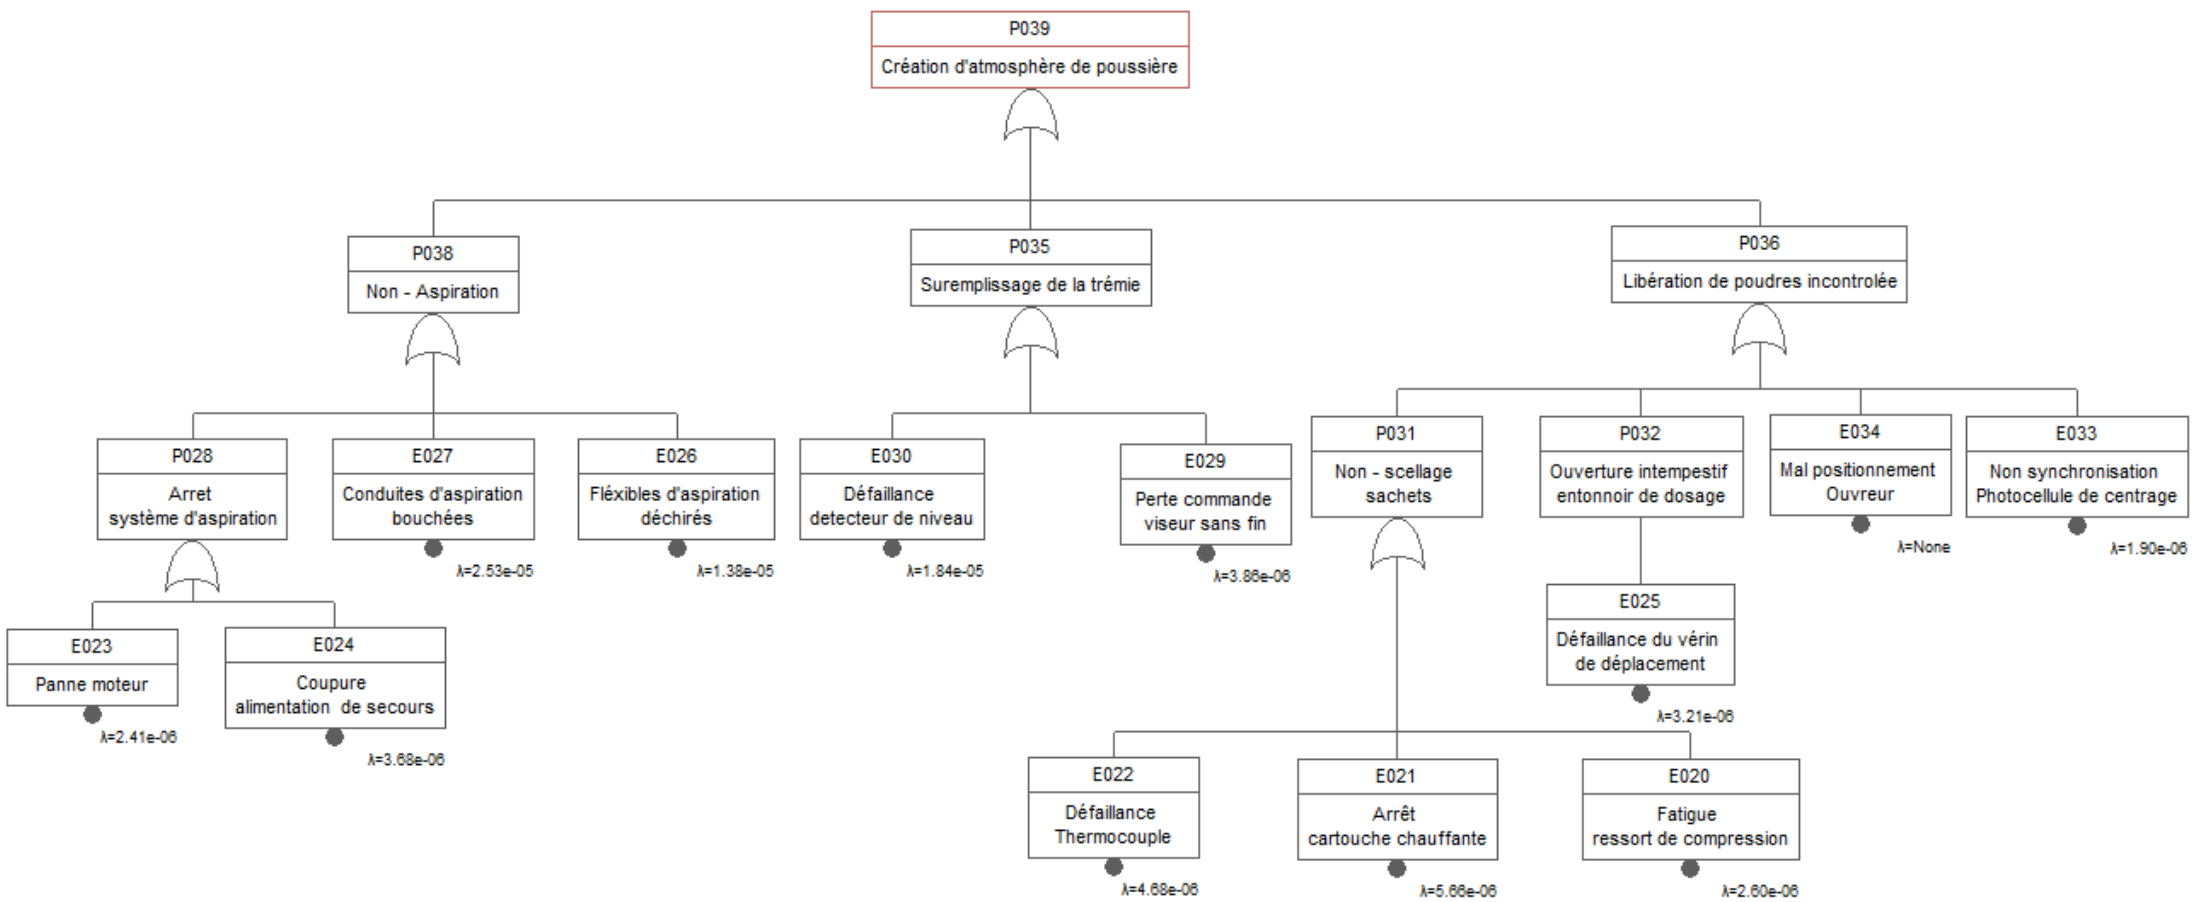 P039
Création d'atmosphère de poussière
P038
Non - Aspiration
P035
Suremplissage de la trémie
P036
Libération de poudres incontrolée
P028
Arret
système d'aspiration
E027
Conduites d'aspiration
bouchées
λ=2.53e-05
E026
Fléxibles d'aspiration
déchirés
λ=1.38e-05
E030
Défaillance
detecteur de niveau
λ=1.84e-05
E029
Perte commande
viseur sans fin
λ=3.86e-06
P031
Non - scellage
sachets
P032
Ouverture intempestif
entonnoir de dosage
E034
Mal positionnement
Ouvreur
λ=None
E033
Non synchronisation
Photocellule de centrage
λ=1.90e-06
E023
Panne moteur
λ=2.41e-06
E024
Coupure
alimentation  de secours
λ=3.68e-06
E025
Défaillance du vérin
de déplacement
λ=3.21e-06
E022
Défaillance
Thermocouple
λ=4.68e-06
E021
Arrêt
cartouche chauffante
λ=5.66e-06
E020
Fatigue
ressort de compression
λ=2.60e-06